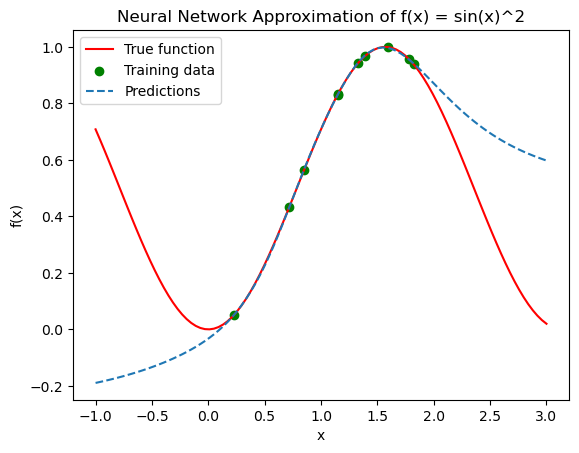 Neural Network Approximation of f(x) = sin(x)^2
True function
Training data
Predictions
f(x)
1.0
0.8
0.6
0.4
0.2
0.0
−0.2
−1.0 −0.5 0.0 0.5 1.0 1.5 2.0 2.5 3.0
x